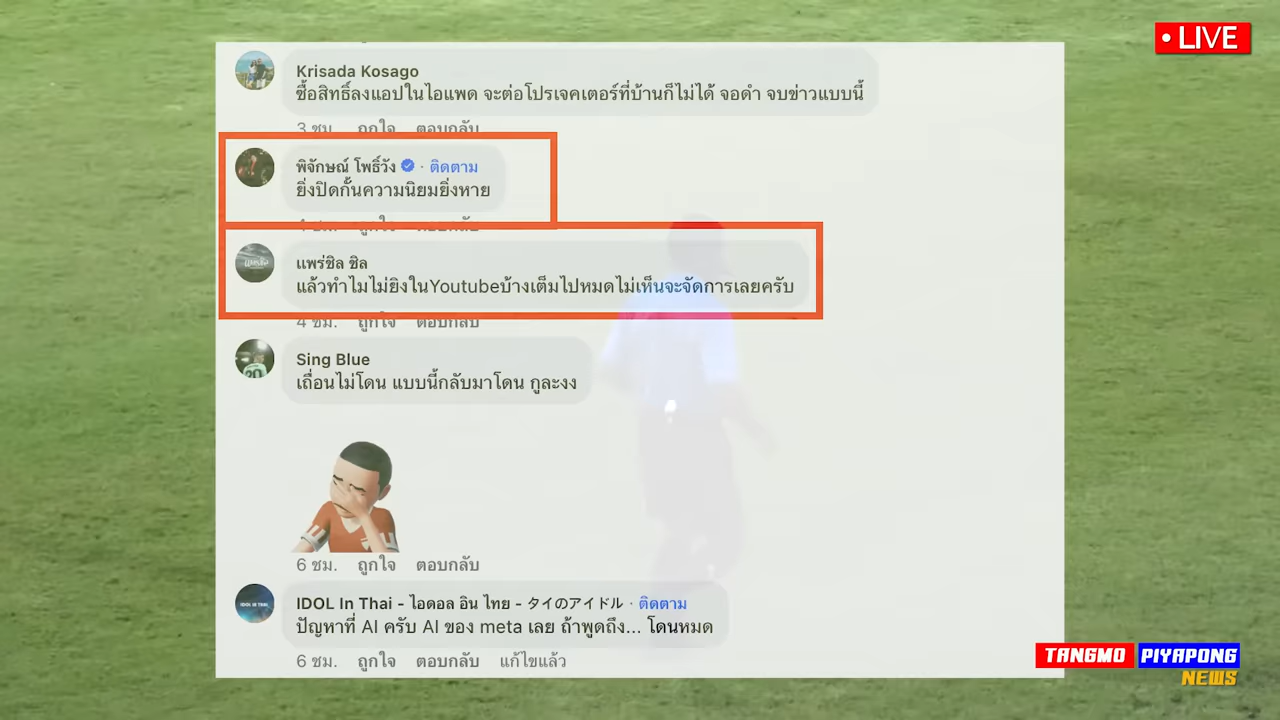 • LIVE
Krisada Kosago
ซื้อสิทธิ์ลงแอปในไอแพด จะต่อโปรเจคเตอร์ที่บ้านก็ไม่ได้ จอดำ จบข่าวแบบนี้
3 ชม. ถูกใจ ตอบกลับ
พิจักษณ์ โพธิ์วัง · ติดตาม
ยิ่งปิดกั้นความนิยมยิ่งหาย
4 ชม. ถูกใจ ตอบกลับ
แพร่ชิล ชิล
แล้วทำไมไม่ยิงในYoutubeบ้างเต็มไปหมดไม่เห็นจะจัดการเลยครับ
4 ชม. ถูกใจ ตอบกลับ
Sing Blue
เถื่อนไม่โดน แบบนี้กลับมาโดน กูละงง
6 ชม. ถูกใจ ตอบกลับ
IDOL In Thai - ไอดอล อิน ไทย - タイのアイドル · ติดตาม
ปัญหาที่ AI ครับ AI ของ meta เลย ถ้าพูดถึง... โดนหมด
6 ชม. ถูกใจ ตอบกลับ แก้ไขแล้ว
TANGMO PIYAPONG
NEWS